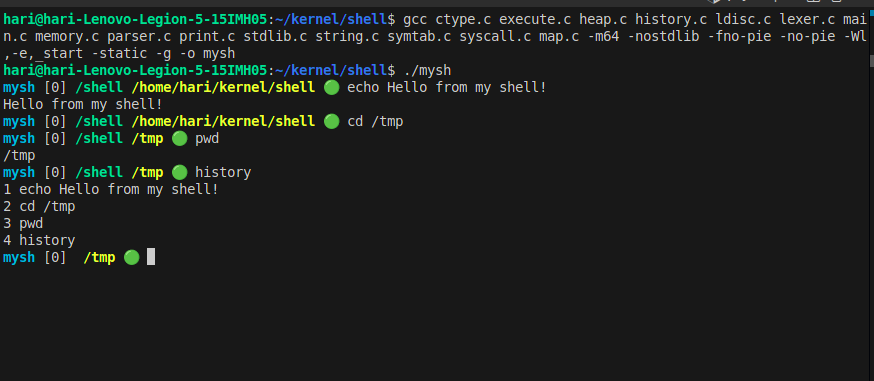 hari@hari-Lenovo-Legion-5-15IMH05:~/kernel/shell$ gcc ctype.c execute.c heap.c history.c ldisc.c lexer.c mai
n.c memory.c parser.c print.c stdlib.c string.c symtab.c syscall.c map.c -m64 -nostdlib -fno-pie -no-pie -Wl
,-e,_start -static -g -o mysh
hari@hari-Lenovo-Legion-5-15IMH05:~/kernel/shell$ ./mysh
mysh [0] /shell /home/hari/kernel/shell 🟢 echo Hello from my shell!
Hello from my shell!
mysh [0] /shell /home/hari/kernel/shell 🟢 cd /tmp
mysh [0] /shell /tmp 🟢 pwd
/tmp
mysh [0] /shell /tmp 🟢 history
1 echo Hello from my shell!
2 cd /tmp
3 pwd
4 history
mysh [0]  /tmp 🟢